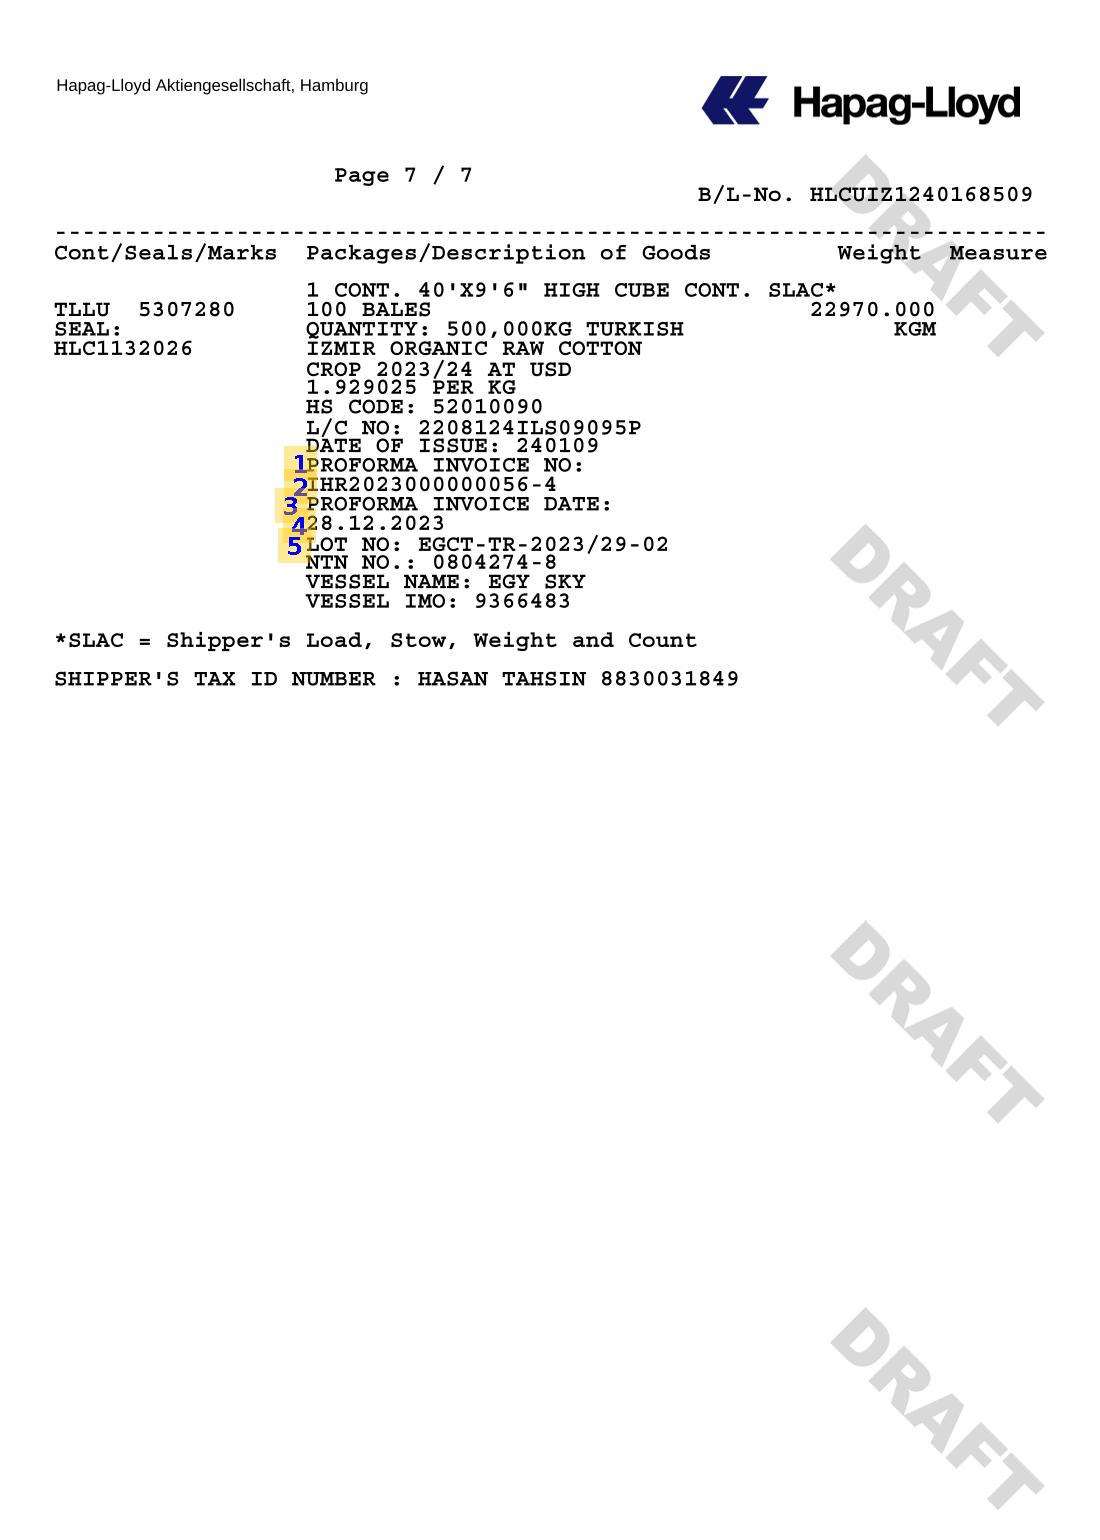 Hapag-Lloyd Aktiengesellschaft, Hamburg
Hapag-Lloyd
Page 7 / 7
B/L-No. HLCUIZ1240168509
-----------------------------------------------------------------------
Cont/Seals/Marks Packages/Description of Goods Weight Measure
1 CONT. 40'X9'6" HIGH CUBE CONT. SLAC*
TLLU 5307280 100 BALES 22970.000
SEAL: QUANTITY: 500,000KG TURKISH KGM
HLC1132026 IZMIR ORGANIC RAW COTTON
CROP 2023/24 AT USD
1.929025 PER KG
HS CODE: 52010090
L/C NO: 2208124ILS09095P
DATE OF ISSUE: 240109
1 PROFORMA INVOICE NO:
2 IHR2023000000056-4
3 PROFORMA INVOICE DATE:
4 28.12.2023
5 LOT NO: EGCT-TR-2023/29-02
NTN NO.: 0804274-8
VESSEL NAME: EGY SKY
VESSEL IMO: 9366483
*SLAC = Shipper's Load, Stow, Weight and Count
SHIPPER'S TAX ID NUMBER : HASAN TAHSIN 8830031849
DRAFT
DRAFT
DRAFT
DRAFT